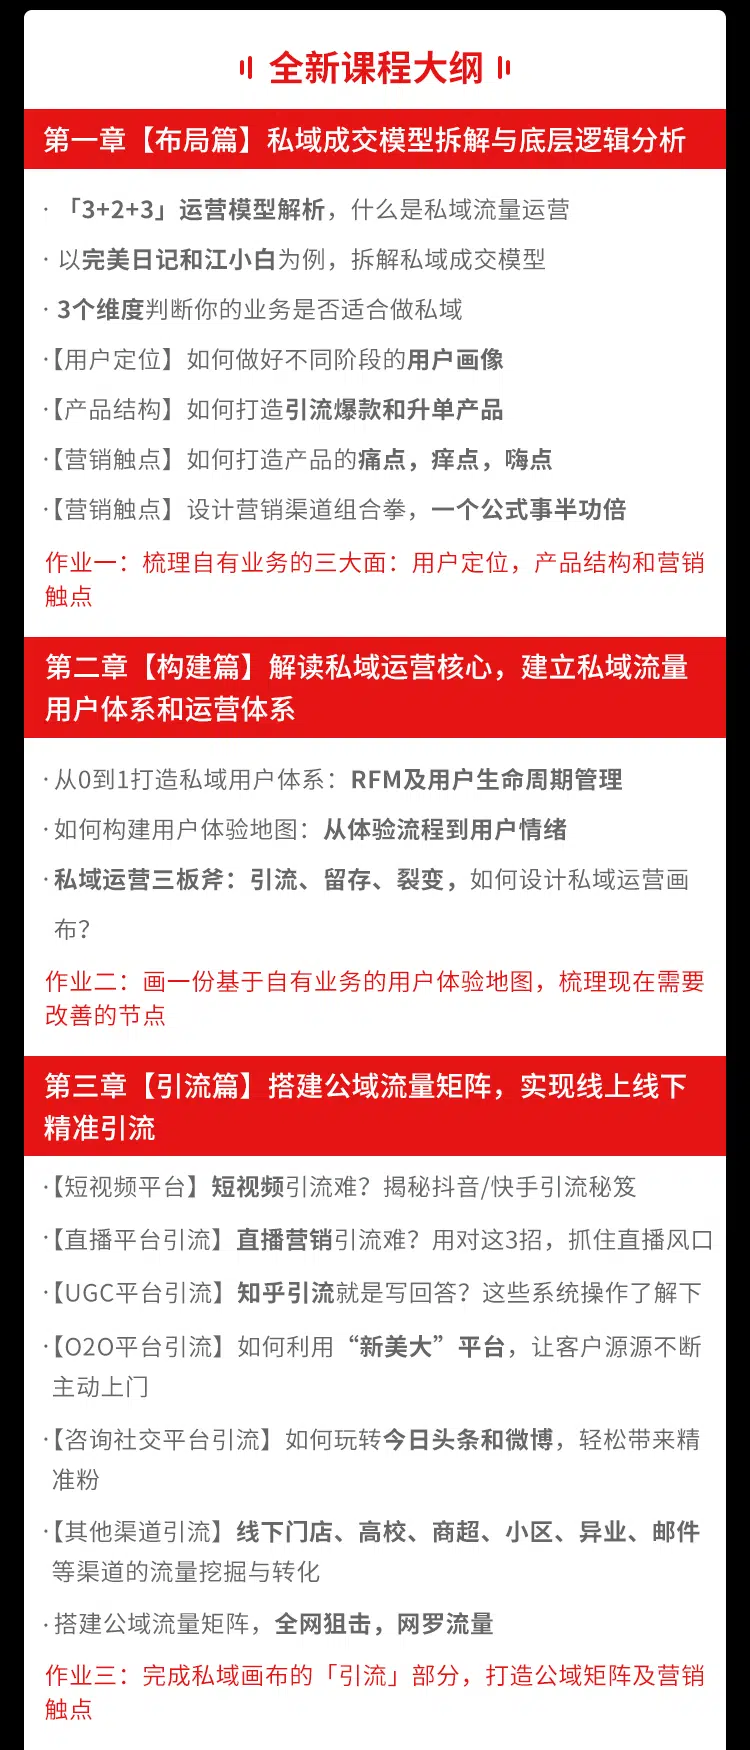 全新课程大纲
第一章【布局篇】私域成交模型拆解与底层逻辑分析
· 「3+2+3」运营模型解析，什么是私域流量运营
· 以完美日记和江小白为例，拆解私域成交模型
· 3个维度判断你的业务是否适合做私域
·【用户定位】如何做好不同阶段的用户画像
·【产品结构】如何打造引流爆款和升单产品
·【营销触点】如何打造产品的痛点，痒点，嗨点
·【营销触点】设计营销渠道组合拳，一个公式事半功倍
作业一：梳理自有业务的三大面：用户定位，产品结构和营销
触点
第二章【构建篇】解读私域运营核心，建立私域流量
用户体系和运营体系
· 从0到1打造私域用户体系：RFM及用户生命周期管理
· 如何构建用户体验地图：从体验流程到用户情绪
· 私域运营三板斧：引流、留存、裂变，如何设计私域运营画
布？
作业二：画一份基于自有业务的用户体验地图，梳理现在需要
改善的节点
第三章【引流篇】搭建公域流量矩阵，实现线上线下
精准引流
·【短视频平台】短视频引流难？揭秘抖音/快手引流秘笈
·【直播平台引流】直播营销引流难？用对这3招，抓住直播风口
·【UGC平台引流】知乎引流就是写回答？这些系统操作了解下
·【O2O平台引流】如何利用“新美大”平台，让客户源源不断
主动上门
·【咨询社交平台引流】如何玩转今日头条和微博，轻松带来精
准粉
·【其他渠道引流】线下门店、高校、商超、小区、异业、邮件
等渠道的流量挖掘与转化
· 搭建公域流量矩阵，全网狙击，网罗流量
作业三：完成私域画布的「引流」部分，打造公域矩阵及营销
触点